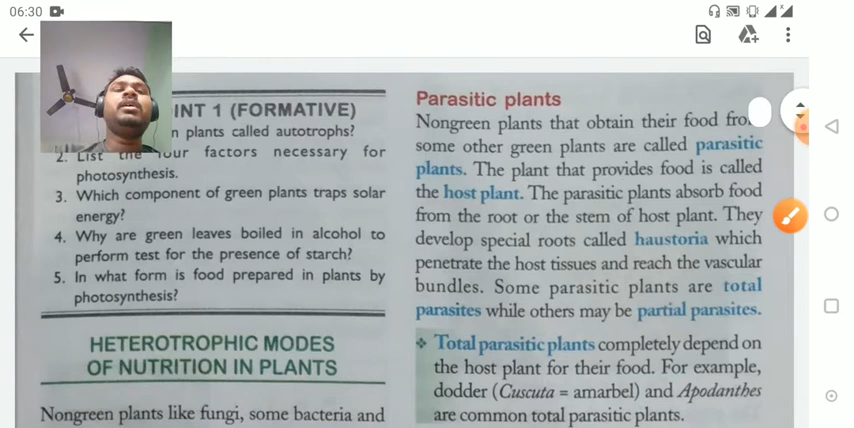 06:30
INT 1 (FORMATIVE)
n plants called autotrophs?
2. List the four factors necessary for
photosynthesis.
3. Which component of green plants traps solar
energy?
4. Why are green leaves boiled in alcohol to
perform test for the presence of starch?
5. In what form is food prepared in plants by
photosynthesis?
HETEROTROPHIC MODES
OF NUTRITION IN PLANTS
Nongreen plants like fungi, some bacteria and
Parasitic plants
Nongreen plants that obtain their food fro
some other green plants are called parasitic
plants. The plant that provides food is called
the host plant. The parasitic plants absorb food
from the root or the stem of host plant. They
develop special roots called haustoria which
penetrate the host tissues and reach the vascular
bundles. Some parasitic plants are total
parasites while others may be partial parasites.
❖ Total parasitic plants completely depend on
the host plant for their food. For example,
dodder (Cuscuta = amarbel) and Apodanthes
are common total parasitic plants.